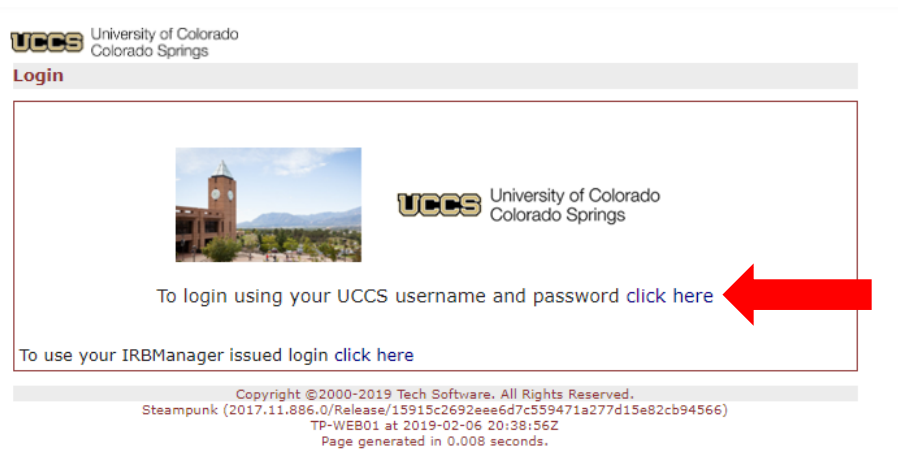 UCCS University of Colorado
Colorado Springs
Login
UCCS University of Colorado
Colorado Springs
To login using your UCCS username and password click here
To use your IRBManager issued login click here
Copyright ©2000-2019 Tech Software. All Rights Reserved.
Steampunk (2017.11.886.0/Release/15915c2692eee6d7c559471a277d15e82cb94566)
TP-WEB01 at 2019-02-06 20:38:56Z
Page generated in 0.008 seconds.